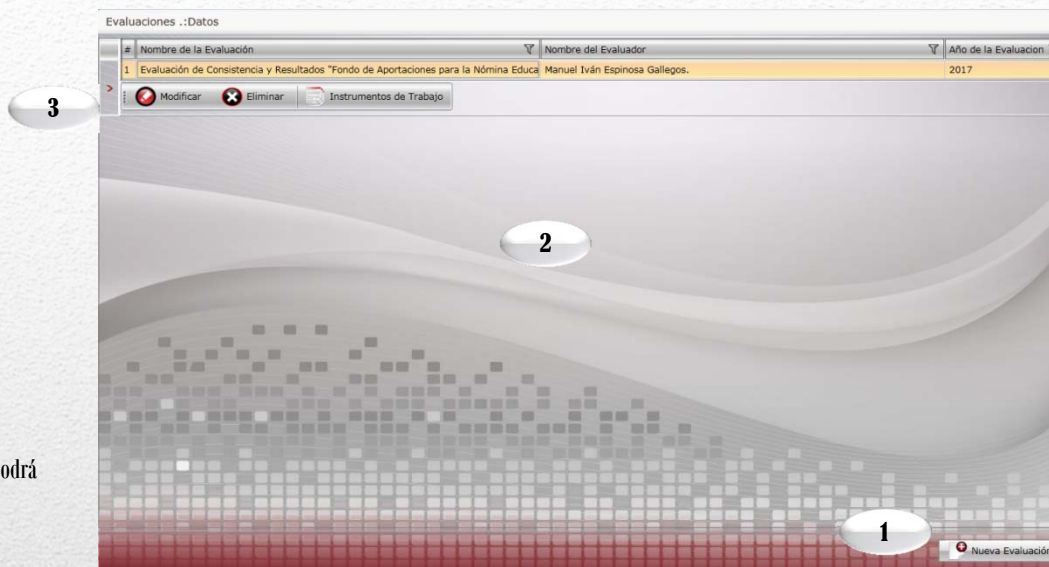 Evaluaciones .:Datos
# Nombre de la Evaluación Nombre del Evaluador Año de la Evaluacion
1 Evaluación de Consistencia y Resultados "Fondo de Aportaciones para la Nómina Educa Manuel Iván Espinosa Gallegos. 2017
> Modificar Eliminar Instrumentos de Trabajo
3
2
odrá
1
Nueva Evaluación